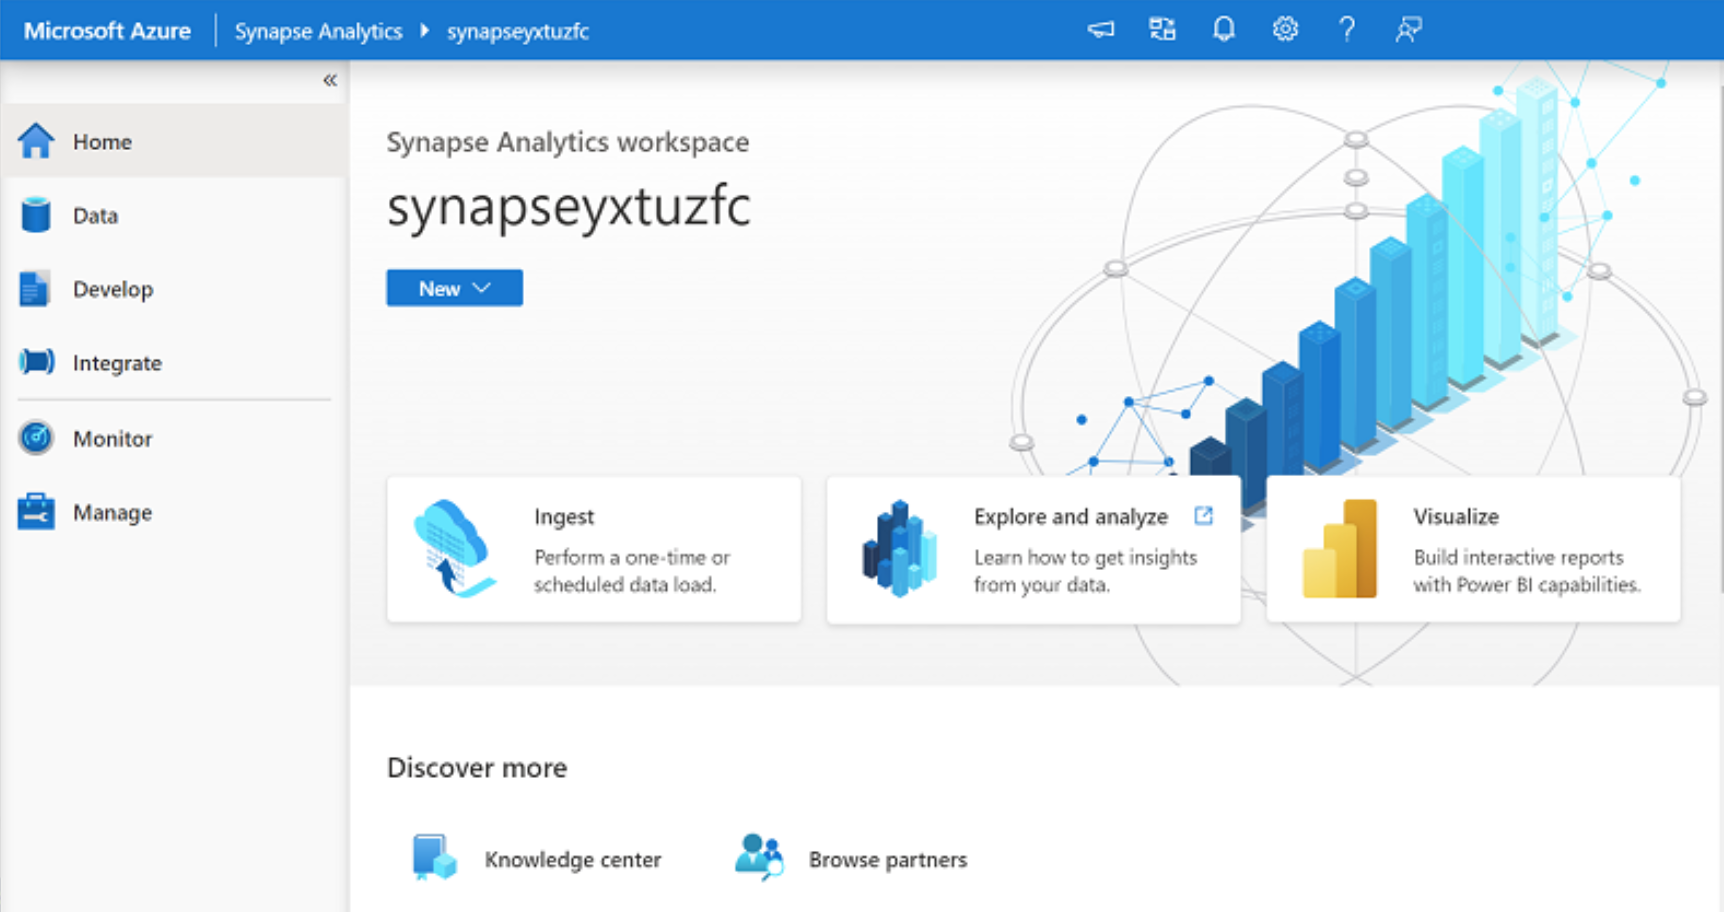 Microsoft Azure
Synapse Analytics
synapseyxtuzfc
Home
Data
Develop
Integrate
Monitor
Manage
Synapse Analytics workspace
synapseyxtuzfc
New
Ingest
Perform a one-time or
scheduled data load.
Explore and analyze
Learn how to get insights
from your data.
Visualize
Build interactive reports
with Power BI capabilities.
Discover more
Knowledge center
Browse partners